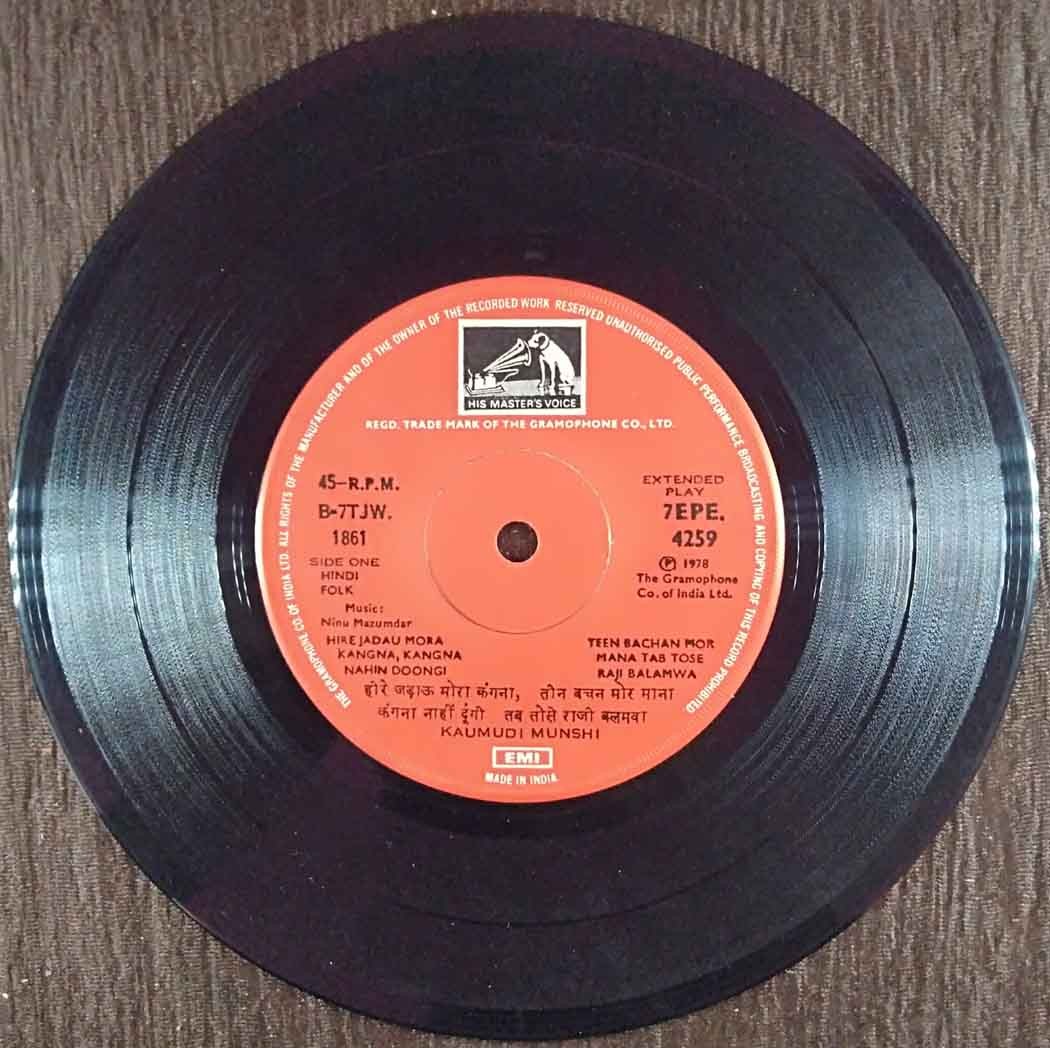 THE GRAMOPHONE CO. OF INDIA LTD. ALL RIGHTS OF THE MANUFACTURER AND OF THE OWNER OF THE RECORDED WORK RESERVED UNAUTHORISED PUBLIC PERFORMANCE BROADCASTING AND COPYING OF THIS RECORD PROHIBITED
HIS MASTER'S VOICE
REGD. TRADE MARK OF THE GRAMOPHONE CO., LTD.
45-R.P.M.
B-7TJW.
1861
SIDE ONE
HINDI
FOLK
Music:
Ninu Mazumdar
EXTENDED
PLAY
7EPE.
4259
℗ 1978
The Gramophone
Co. of India Ltd.
HIRE JADAU MORA
KANGNA, KANGNA
NAHIN DOONGI
TEEN BACHAN MOR
MANA TAB TOSE
RAJI BALAMWA
हीरे जड़ाऊ मोरा कंगना, तीन बचन मोर माना
कंगना नाहीं दूंगी तब तोसे राजी बलमवा
KAUMUDI MUNSHI
EMI
MADE IN INDIA